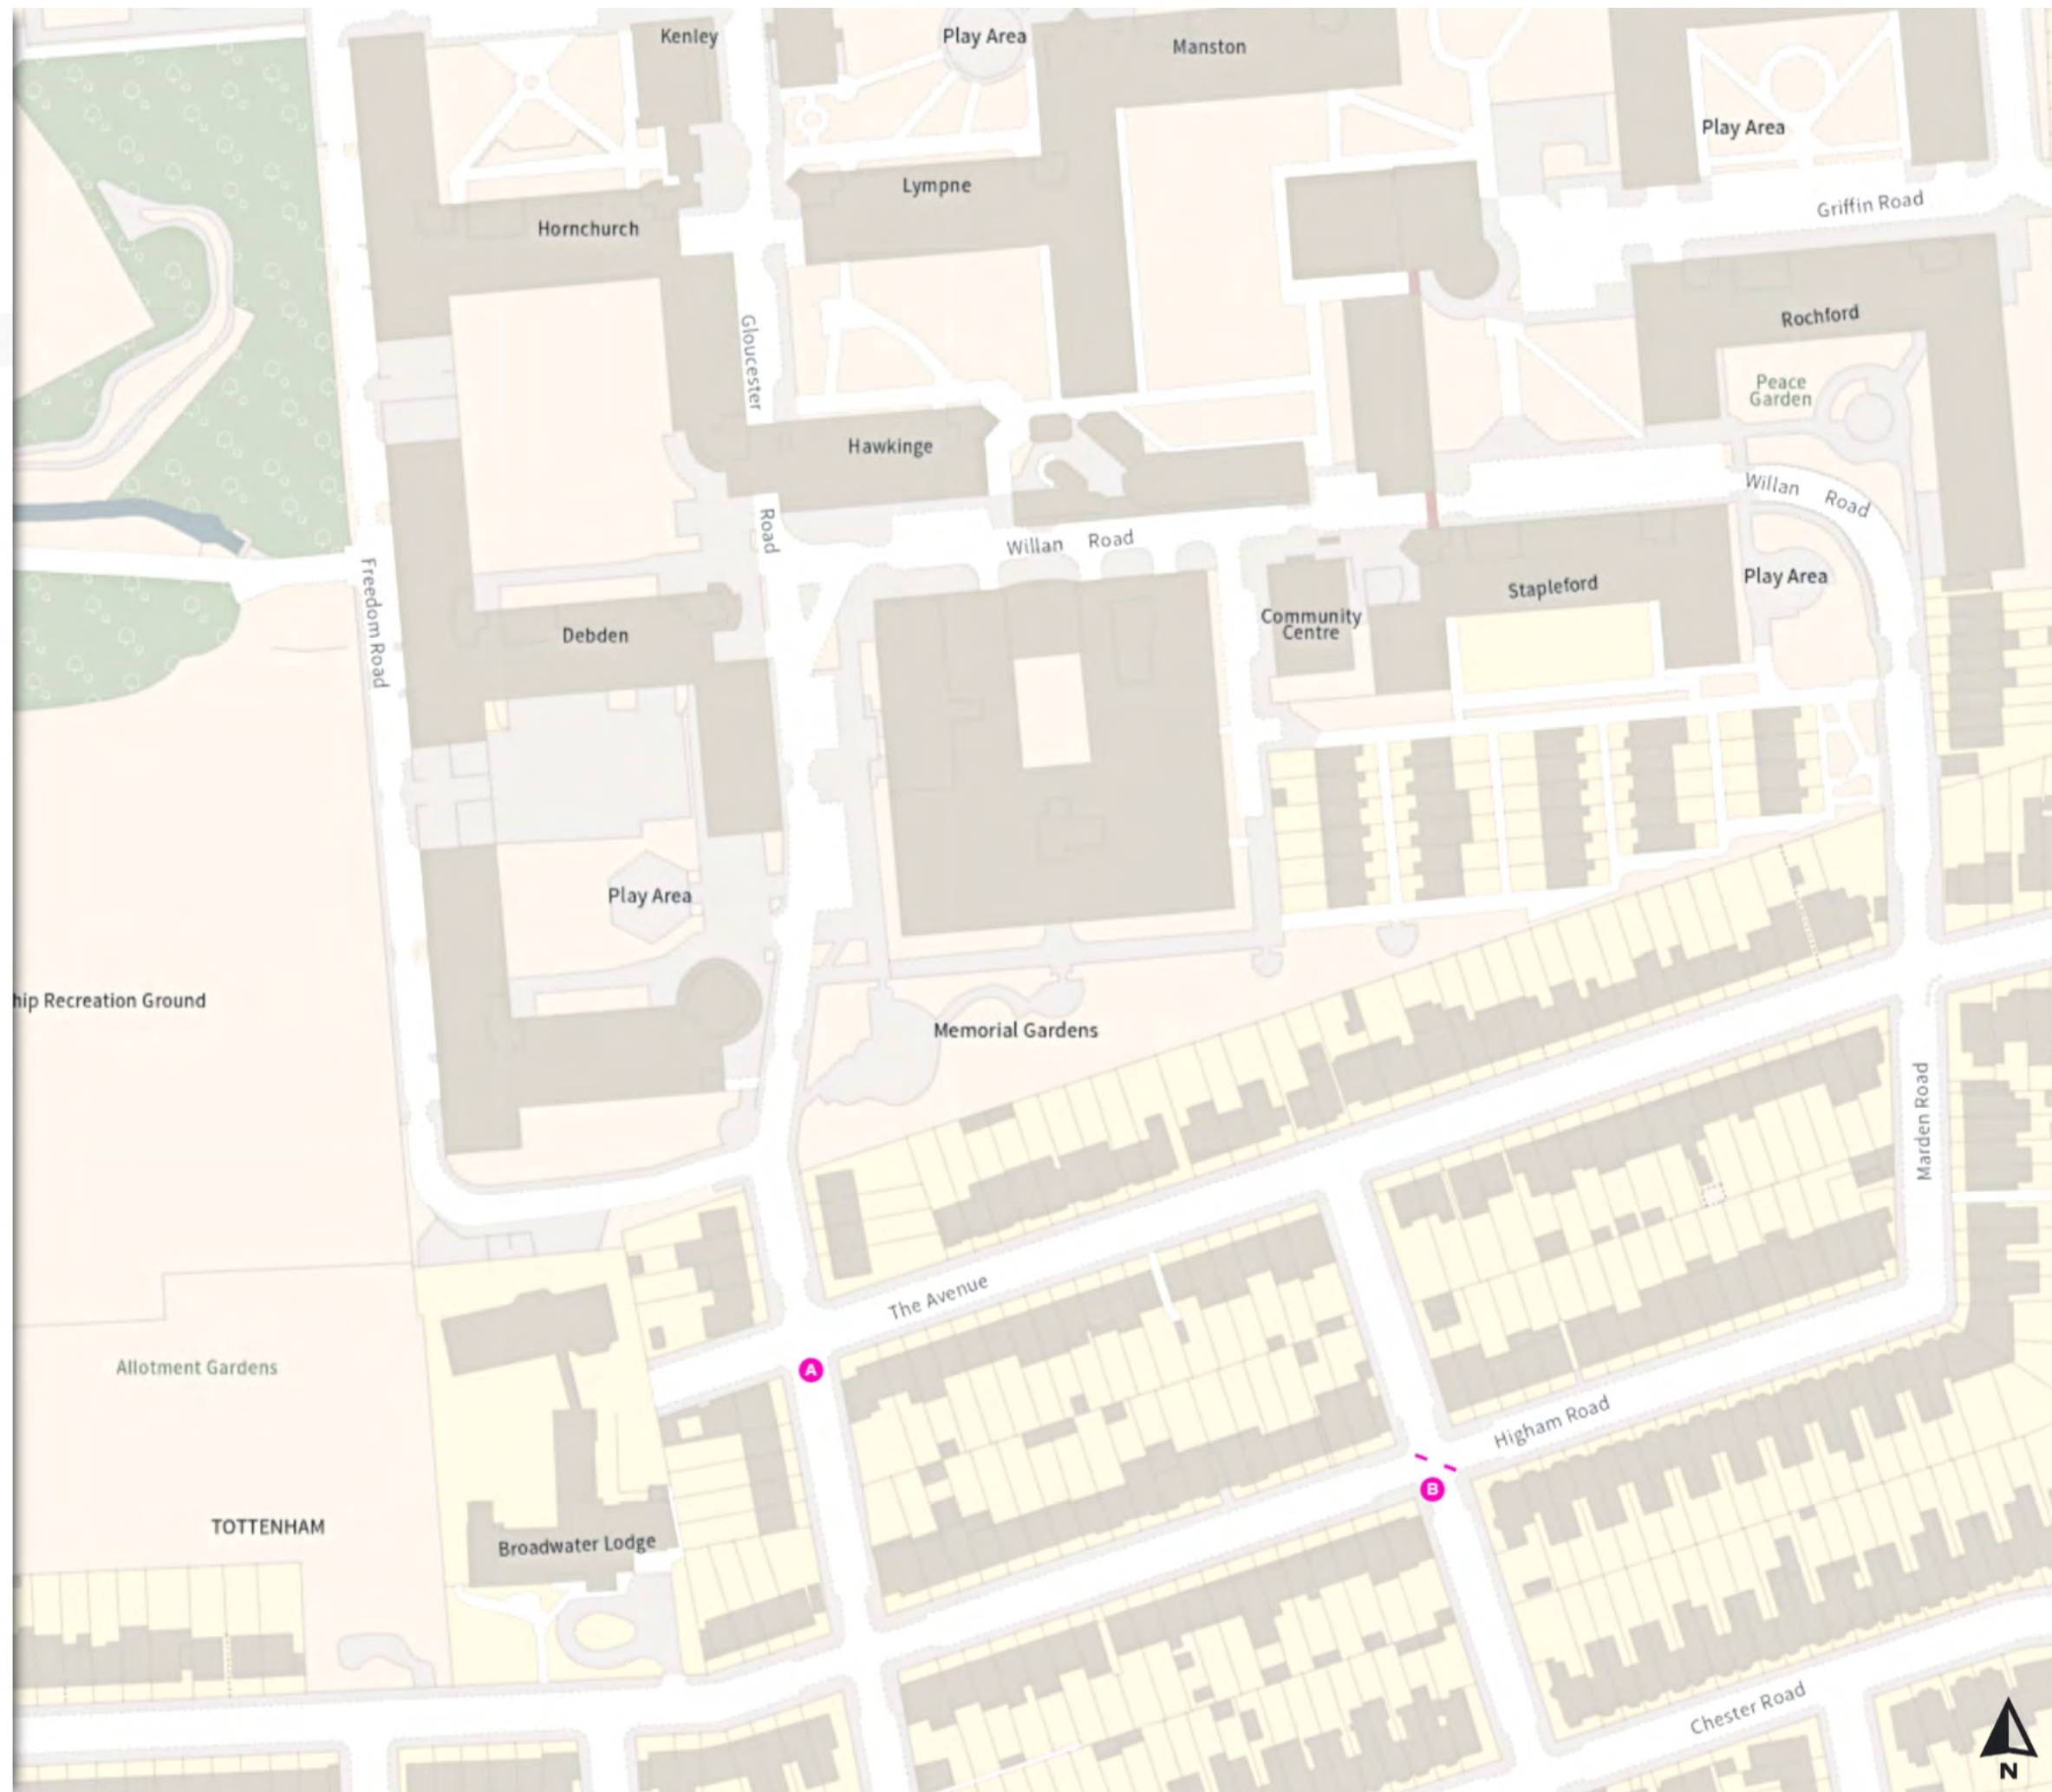 Kenley
Play Area
Manston
Play Area
Lympne
Griffin Road
Hornchurch
Rochford
Gloucester
Peace
Garden
Hawkinge
Willan Road
Road
Willan Road
Freedom Road
Play Area
Stapleford
Community
Centre
Debden
Play Area
hip Recreation Ground
Memorial Gardens
Marden Road
The Avenue
Allotment Gardens
A
Higham Road
B
TOTTENHAM
Broadwater Lodge
Chester Road
N